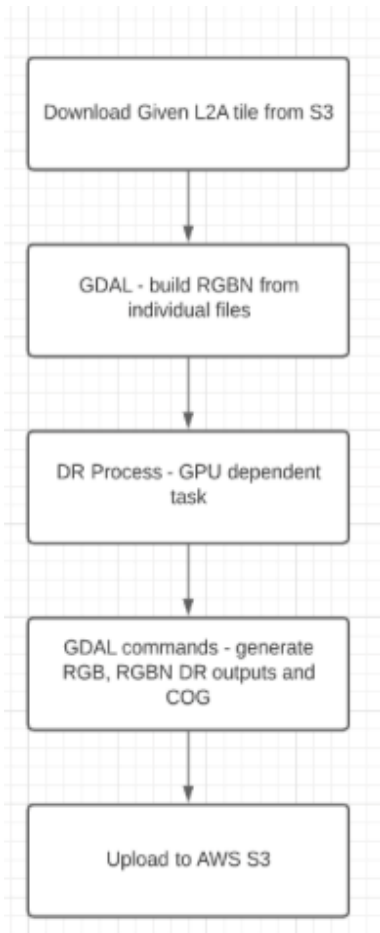 Download Given L2A tile from S3
GDAL - build RGBN from
individual files
DR Process - GPU dependent
task
GDAL commands - generate
RGB, RGBN DR outputs and
COG
Upload to AWS S3